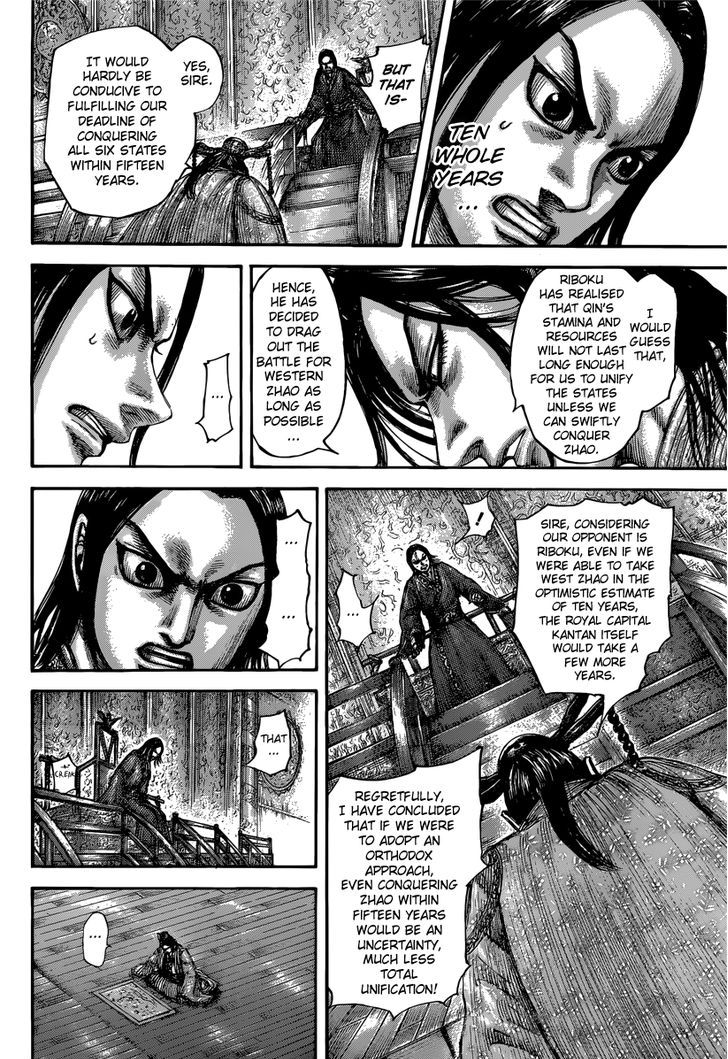 TEN
WHOLE
YEARS
...
BUT
THAT
IS-
YES,
SIRE.
IT WOULD
HARDLY BE
CONDUCIVE TO
FULFILLING OUR
DEADLINE OF
CONQUERING
ALL SIX STATES
WITHIN FIFTEEN
YEARS.
I
WOULD
GUESS
THAT,
RIBOKU
HAS REALISED
THAT QIN'S
STAMINA AND
RESOURCES
WILL NOT LAST
LONG ENOUGH
FOR US TO UNIFY
THE STATES
UNLESS WE
CAN SWIFTLY
CONQUER
ZHAO.
HENCE,
HE HAS
DECIDED
TO DRAG
OUT THE
BATTLE FOR
WESTERN
ZHAO AS
LONG AS
POSSIBLE
...
...
SIRE, CONSIDERING
OUR OPPONENT IS
RIBOKU, EVEN IF WE
WERE ABLE TO TAKE
WEST ZHAO IN THE
OPTIMISTIC ESTIMATE
OF TEN YEARS,
THE ROYAL CAPITAL
KANTAN ITSELF
WOULD TAKE A
FEW MORE
YEARS.
!
...
REGRETFULLY,
I HAVE CONCLUDED
THAT IF WE WERE
TO ADOPT AN
ORTHODOX
APPROACH,
EVEN CONQUERING
ZHAO WITHIN
FIFTEEN YEARS
WOULD BE AN
UNCERTAINTY,
MUCH LESS
TOTAL
UNIFICATION!
...
...
THAT
...
CREAK
...